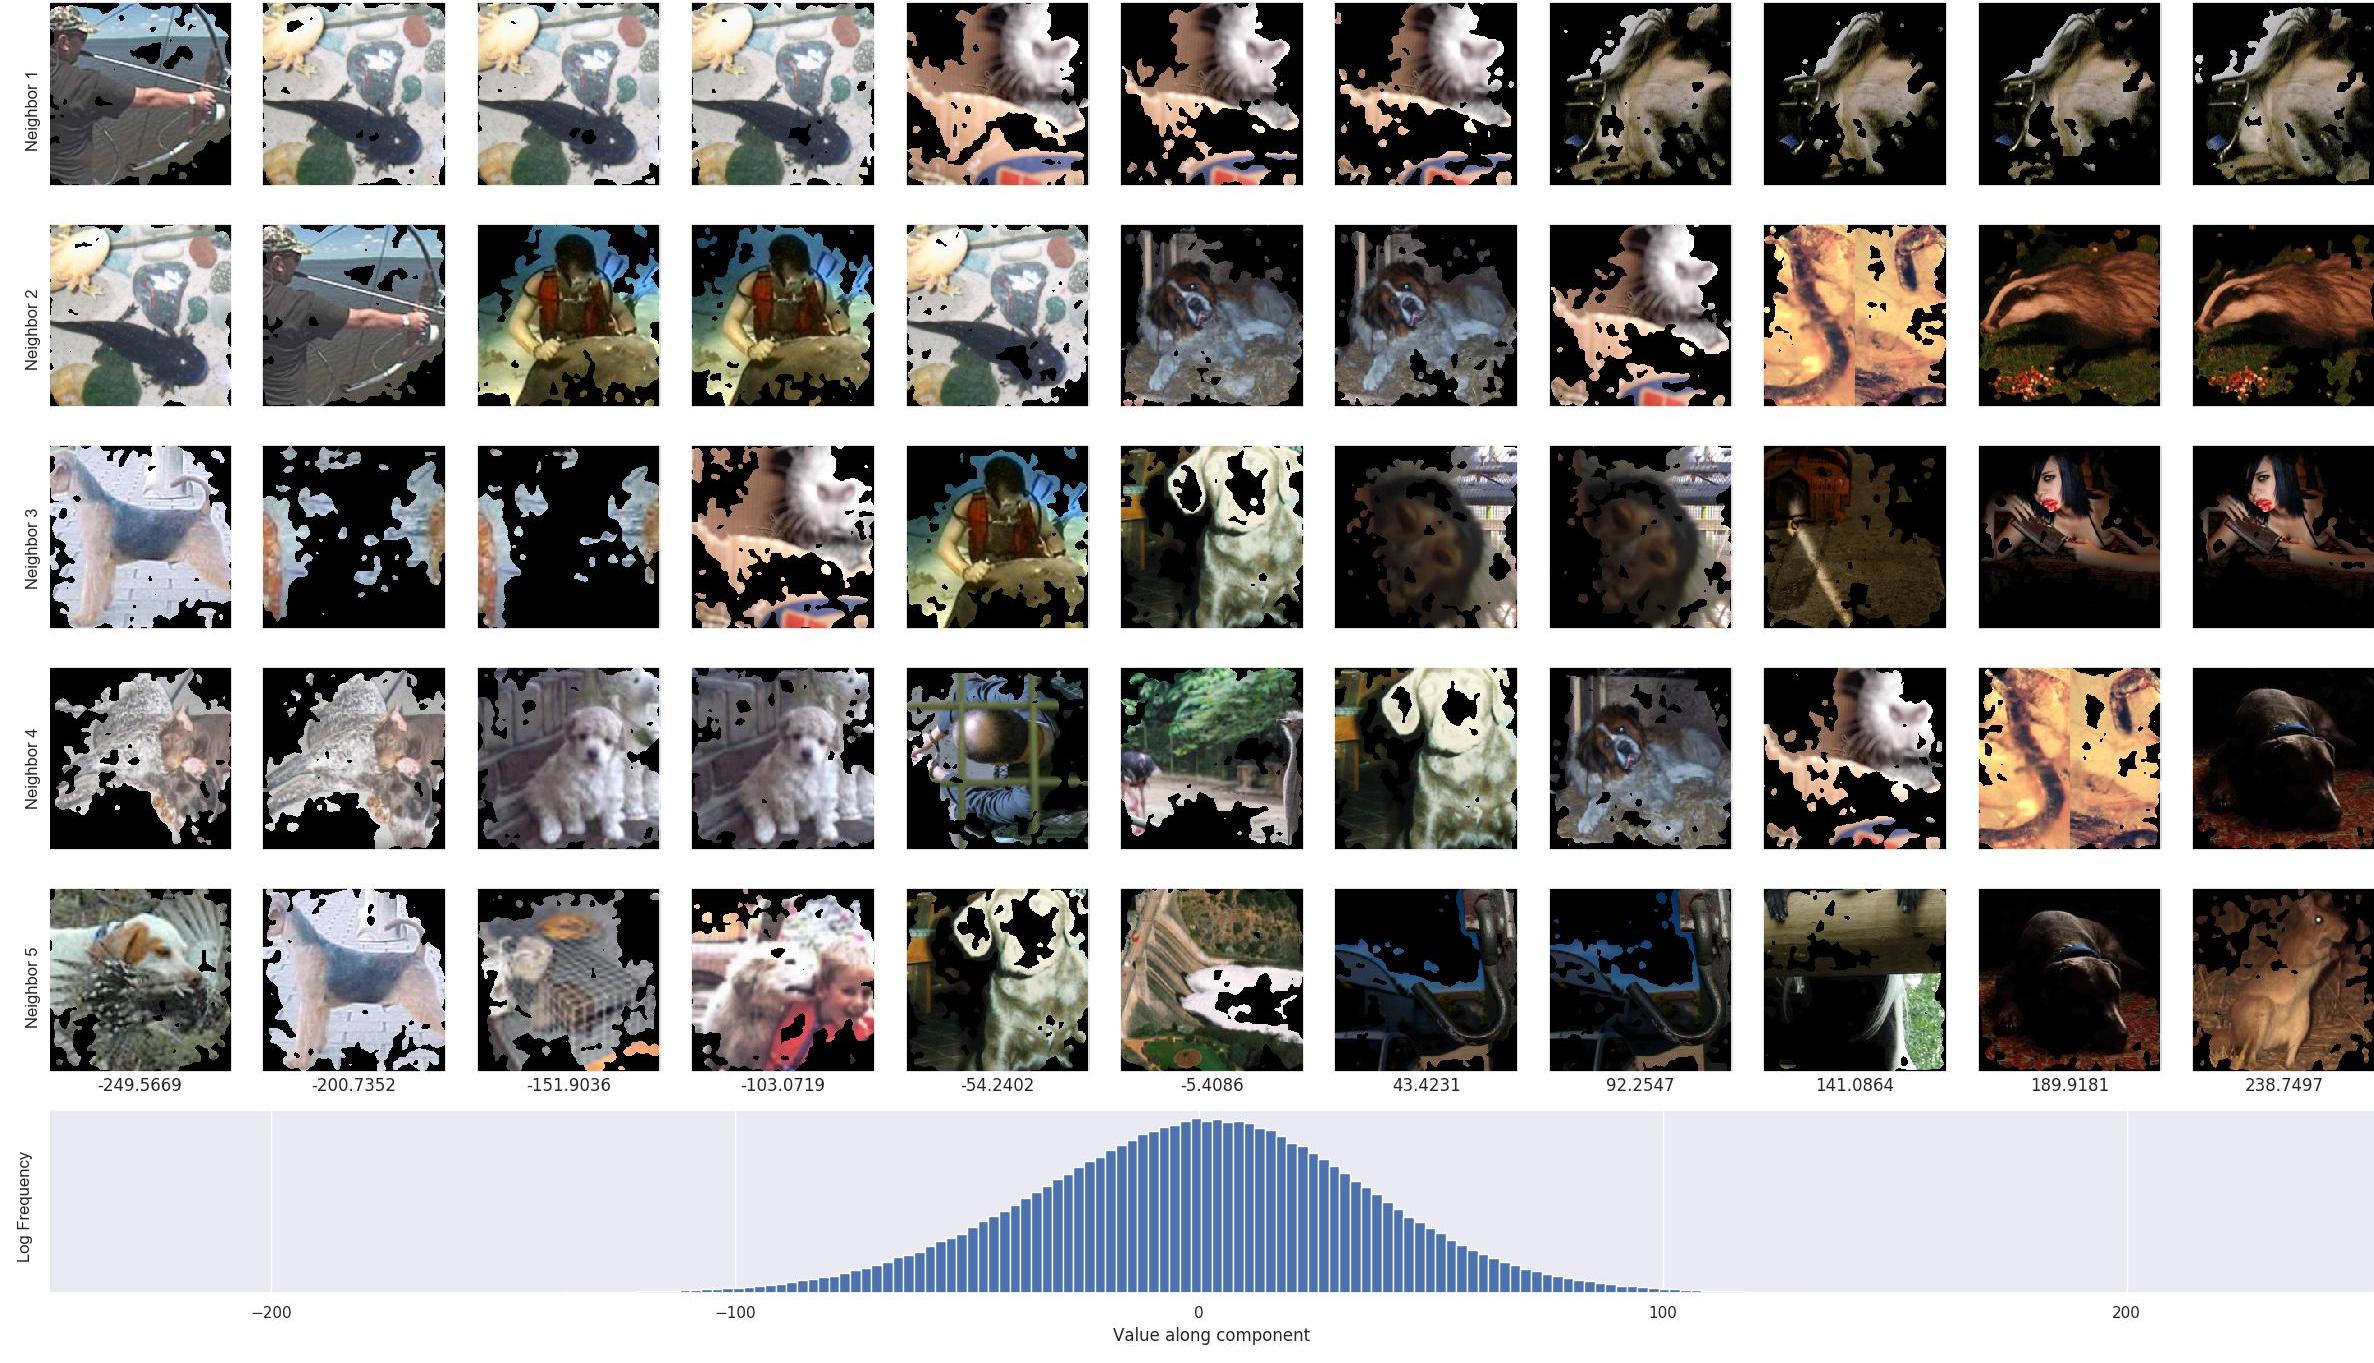 Neighbor 1
Neighbor 2
Neighbor 3
Neighbor 4
Neighbor 5
-249.5669
-200.7352
-151.9036
-103.0719
-54.2402
-5.4086
43.4231
92.2547
141.0864
189.9181
238.7497
Log Frequency
−200
−100
0
100
200
Value along component